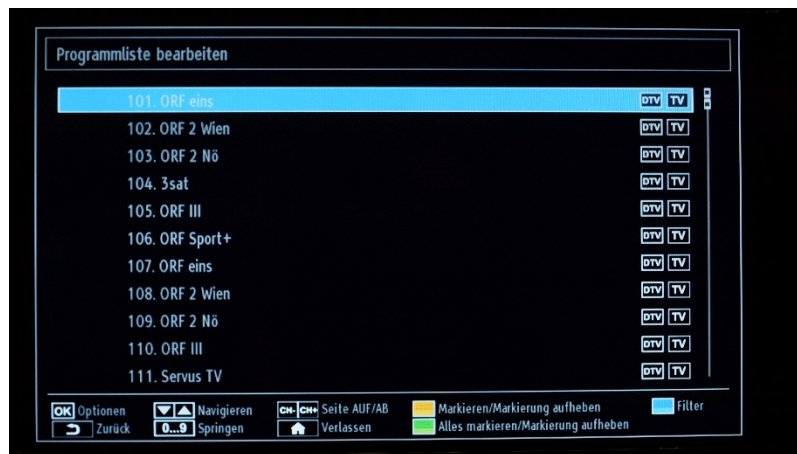 Programmliste bearbeiten
101. ORF eins DTV TV
102. ORF 2 Wien DTV TV
103. ORF 2 Nö DTV TV
104. 3sat DTV TV
105. ORF III DTV TV
106. ORF Sport+ DTV TV
107. ORF eins DTV TV
108. ORF 2 Wien DTV TV
109. ORF 2 Nö DTV TV
110. ORF III DTV TV
111. Servus TV DTV TV
OK Optionen Navigieren CH- CH+ Seite AUF/AB Markieren/Markierung aufheben Filter
Zurück 0...9 Springen Verlassen Alles markieren/Markierung aufheben